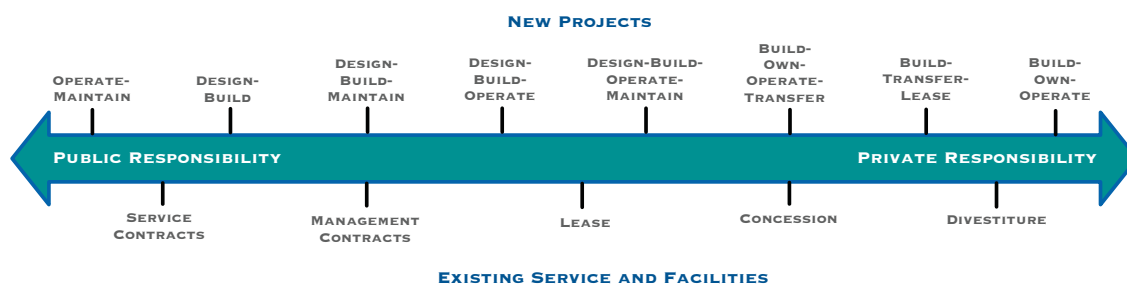 NEW PROJECTS
OPERATE-
MAINTAIN
DESIGN-
BUILD
DESIGN-
BUILD-
MAINTAIN
DESIGN-
BUILD-
OPERATE
DESIGN-BUILD-
OPERATE-
MAINTAIN
BUILD-
OWN-
OPERATE-
TRANSFER
BUILD-
TRANSFER-
LEASE
BUILD-
OWN-
OPERATE
PUBLIC RESPONSIBILITY
PRIVATE RESPONSIBILITY
SERVICE
CONTRACTS
MANAGEMENT
CONTRACTS
LEASE
CONCESSION
DIVESTITURE
EXISTING SERVICE AND FACILITIES